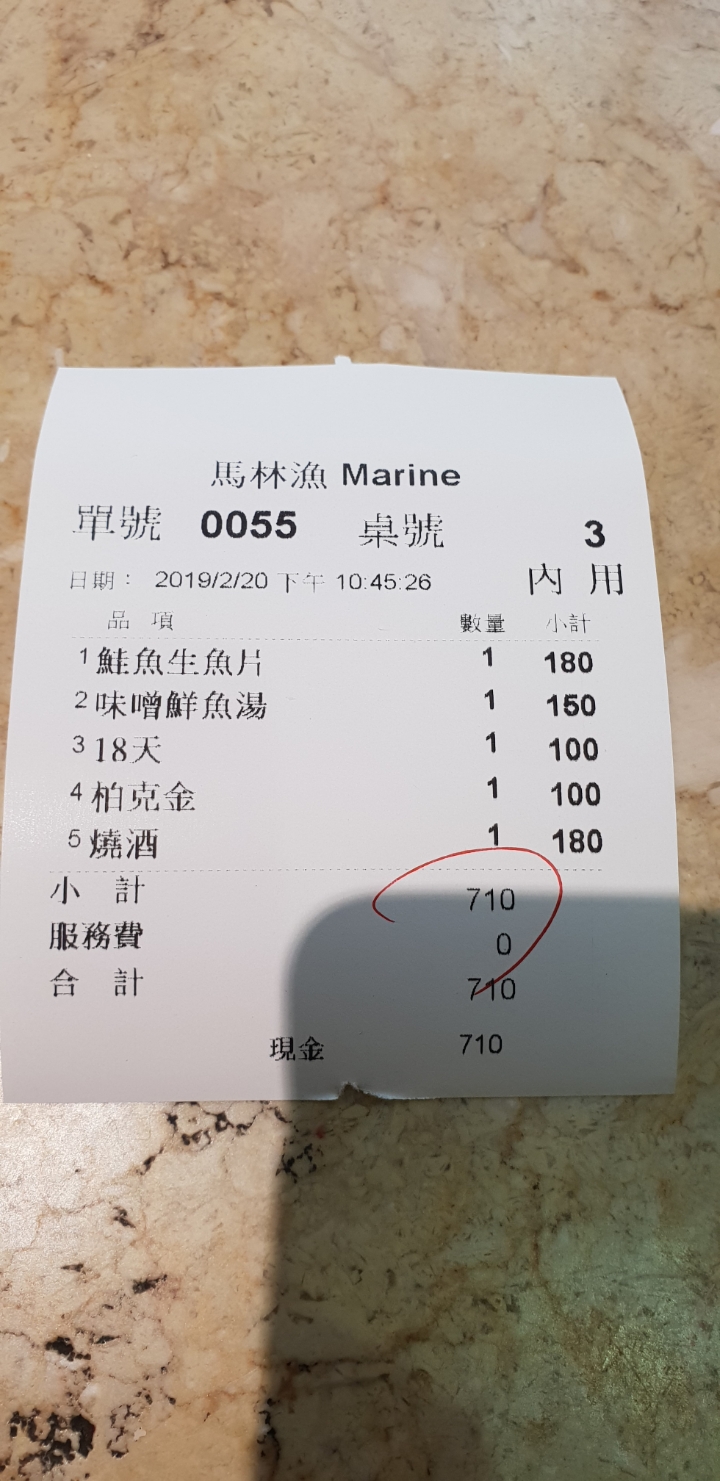 馬林漁 Marine
單號 0055 桌號 3
日期： 2019/2/20 下午 10:45:26 內 用
品 項 數量 小計
1 鮭魚生魚片 1 180
2 味噌鮮魚湯 1 150
3 18天 1 100
4 柏克金 1 100
5 燒酒 1 180
小 計 710
服務費 0
合 計 710
現金 710